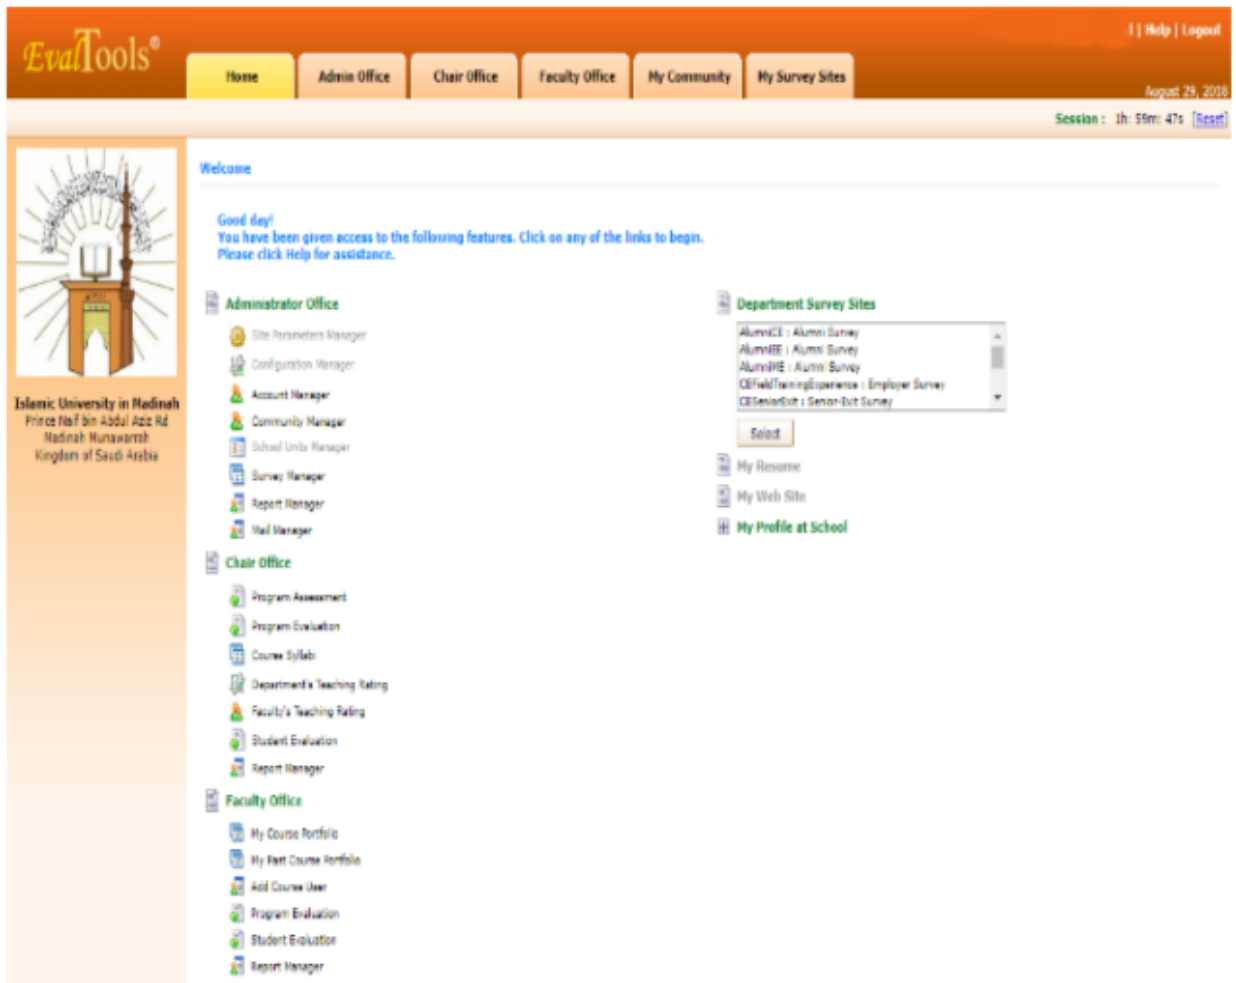 EvalTools®
| Help | Logout
Home
Admin Office
Chair Office
Faculty Office
My Community
My Survey Sites
August 29, 2018
Session : 1h: 59m: 47s [Reset]
Islamic University in Madinah
Prince Naif bin Abdul Aziz Rd
Madinah Munawarrah
Kingdom of Saudi Arabia
Welcome
Good day!
You have been given access to the following features. Click on any of the links to begin.
Please click Help for assistance.
Administrator Office
Site Parameters Manager
Configuration Manager
Account Manager
Community Manager
School Units Manager
Survey Manager
Report Manager
Mail Manager
Chair Office
Program Assessment
Program Evaluation
Course Syllabi
Department's Teaching Rating
Faculty's Teaching Rating
Student Evaluation
Report Manager
Faculty Office
My Course Portfolio
My Past Course Portfolio
Add Course User
Program Evaluation
Student Evaluation
Report Manager
Department Survey Sites
AlumniCE : Alumni Survey
AlumniEE : Alumni Survey
AlumniME : Alumni Survey
CEFieldTrainingExperience : Employer Survey
CESeniorExit : Senior-Exit Survey
Select
My Resume
My Web Site
My Profile at School